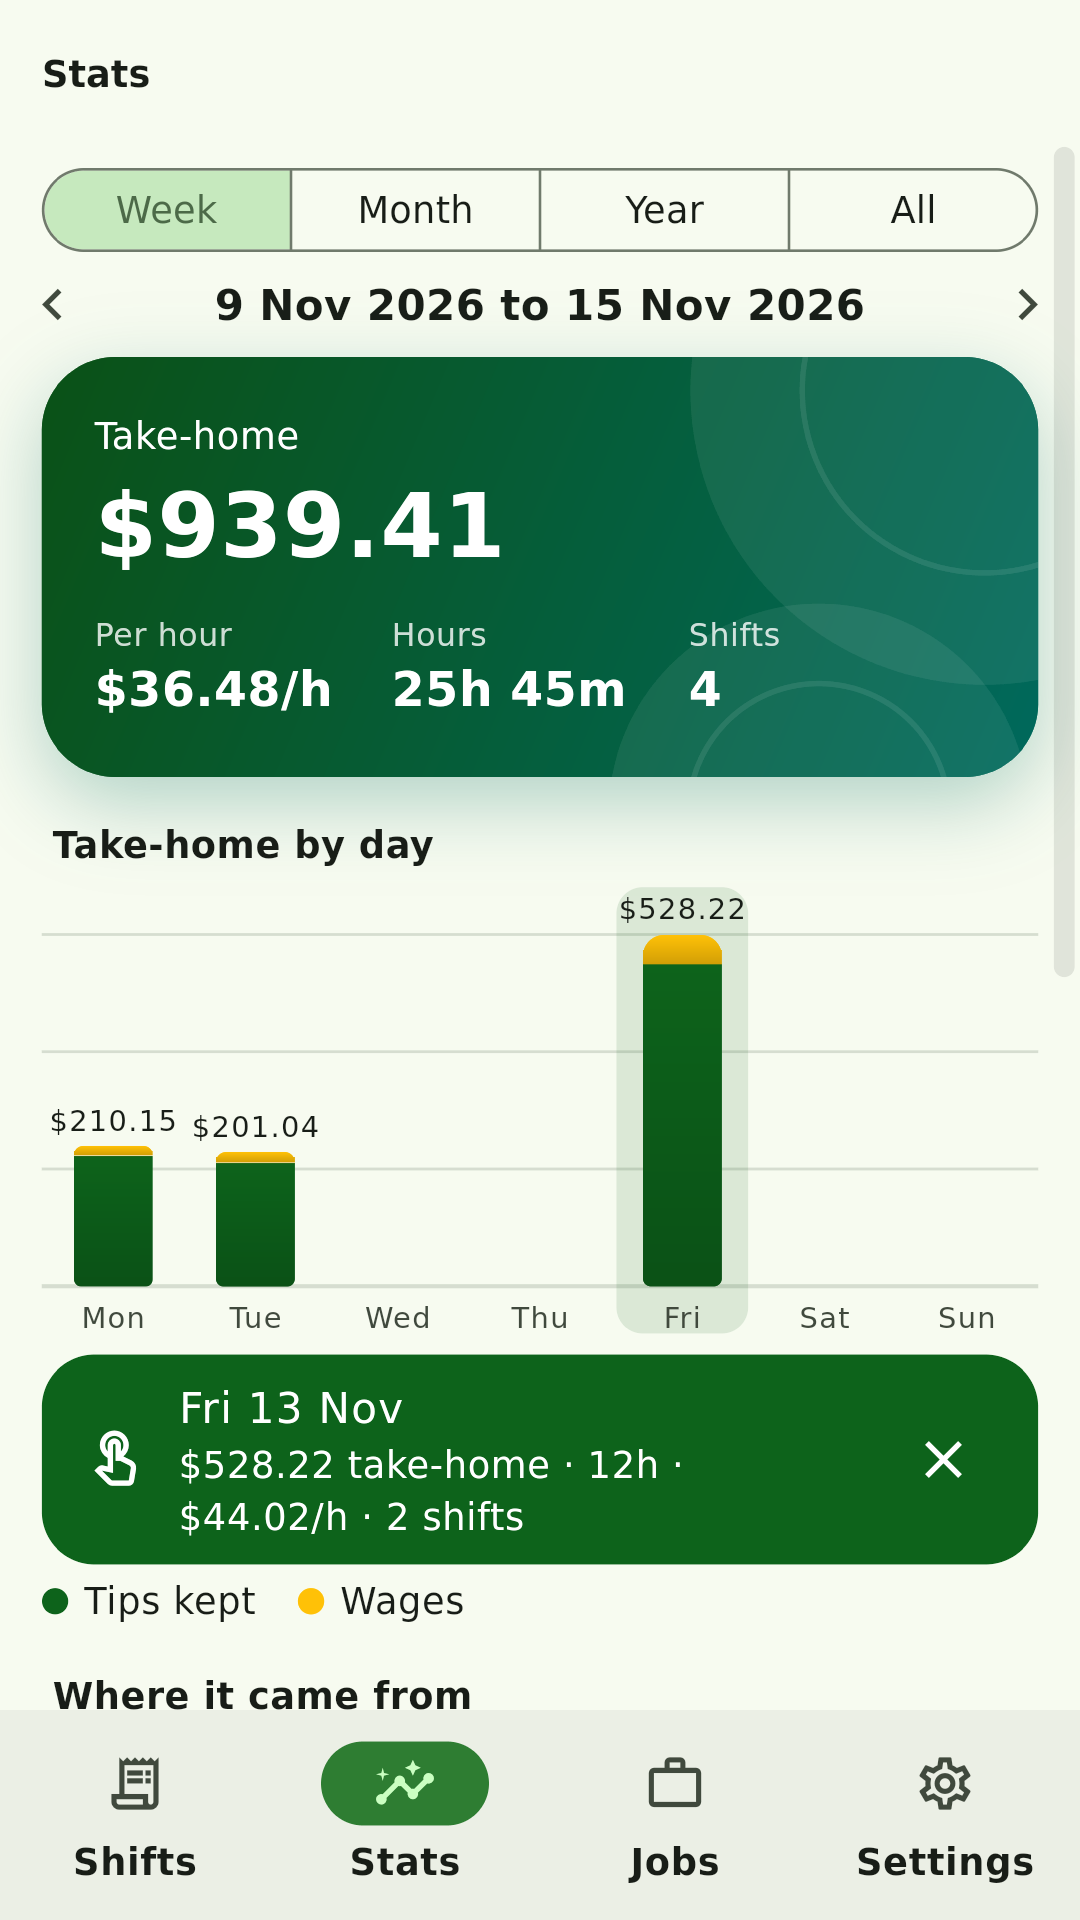 Stats
Week Month Year All
9 Nov 2026 to 15 Nov 2026
Take-home
$939.41
Per hour Hours Shifts
$36.48/h 25h 45m 4
Take-home by day
$528.22
$210.15 $201.04
Mon Tue Wed Thu Fri Sat Sun
Fri 13 Nov
$528.22 take-home · 12h ·
$44.02/h · 2 shifts
Tips kept Wages
Where it came from
Shifts Stats Jobs Settings